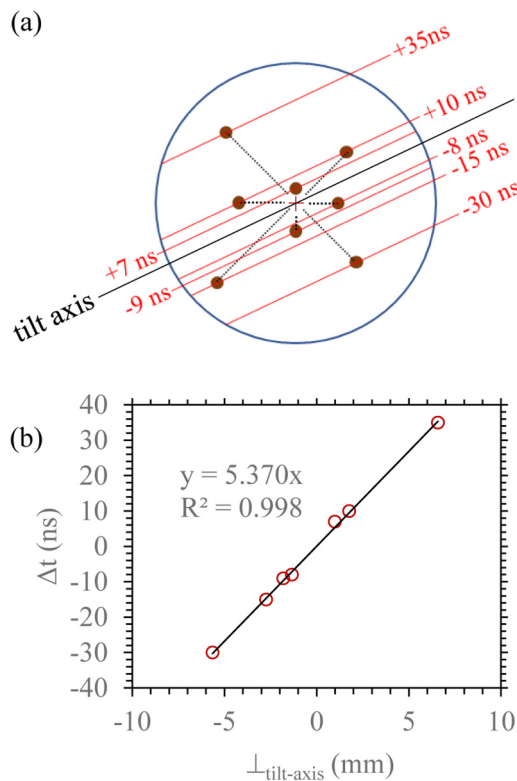 (a)
+35ns
+10 ns
-8 ns
-15 ns
-30 ns
+7 ns
-9 ns
tilt axis
(b)
40
30
20
10
0
-10
-20
-30
-40
Δt (ns)
y = 5.370x
R² = 0.998
-10
-5
0
5
10
⊥tilt-axis (mm)